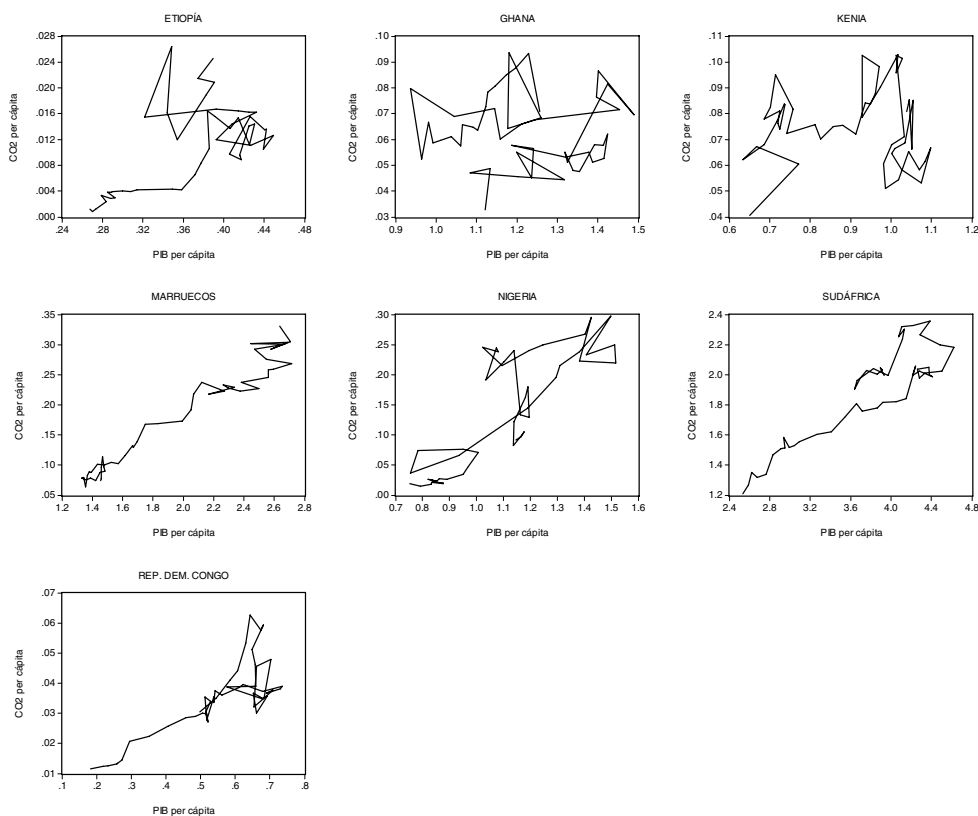 ETIOPÍA
.028
.024
.020
.016
.012
.008
.004
.000
CO2 per cápita
.24 .28 .32 .36 .40 .44 .48
PIB per cápita
GHANA
.10
.09
.08
.07
.06
.05
.04
.03
CO2 per cápita
0.9 1.0 1.1 1.2 1.3 1.4 1.5
PIB per cápita
KENIA
.11
.10
.09
.08
.07
.06
.05
.04
CO2 per cápita
0.6 0.7 0.8 0.9 1.0 1.1 1.2
PIB per cápita
MARRUECOS
.35
.30
.25
.20
.15
.10
.05
CO2 per cápita
1.2 1.4 1.6 1.8 2.0 2.2 2.4 2.6 2.8
PIB per cápita
NIGERIA
.30
.25
.20
.15
.10
.05
.00
CO2 per cápita
0.7 0.8 0.9 1.0 1.1 1.2 1.3 1.4 1.5 1.6
PIB per cápita
SUDÁFRICA
2.4
2.2
2.0
1.8
1.6
1.4
1.2
CO2 per cápita
2.4 2.8 3.2 3.6 4.0 4.4 4.8
PIB per cápita
REP. DEM. CONGO
.07
.06
.05
.04
.03
.02
.01
CO2 per cápita
.1 .2 .3 .4 .5 .6 .7 .8
PIB per cápita